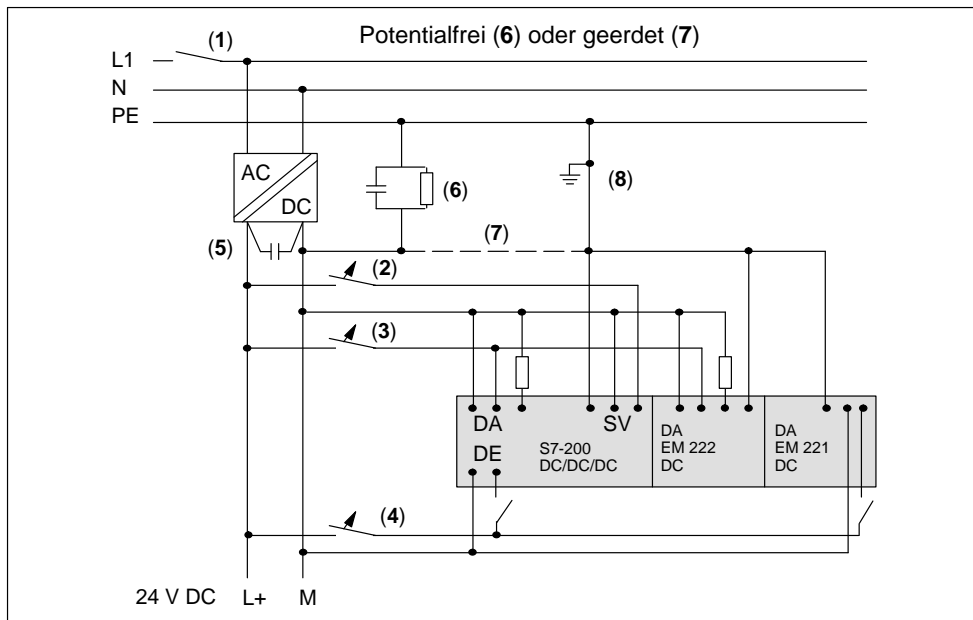 Potentialfrei (6) oder geerdet (7)
(1)
L1
N
PE
AC
DC
(6)
(8)
(5)
(7)
(2)
(3)
DA
SV
DE
S7-200
DC/DC/DC
DA
EM 222
DC
DA
EM 221
DC
(4)
24 V DC L+ M